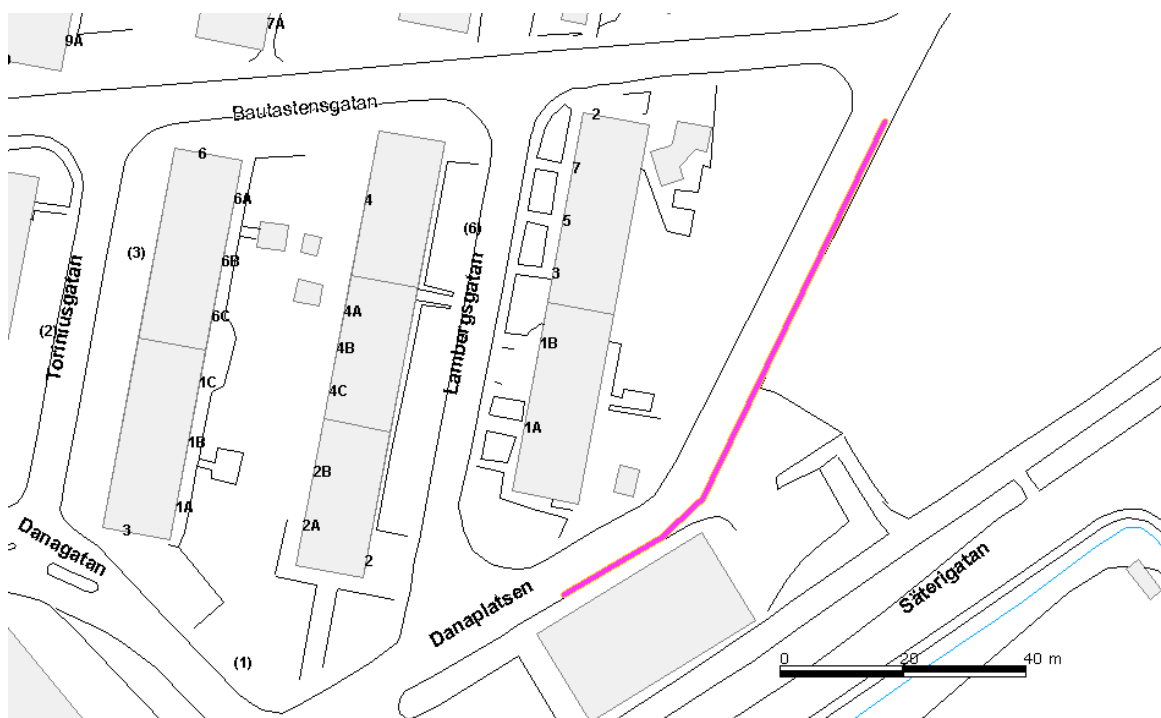 7A
9A
Bautastensgatan
6
6A
(3)
6B
6C
1C
1B
1A
3
Toriniusgatan
(2)
Danagatan
(1)
4
4A
4B
4C
2B
2A
2
(6)
Lambergsgatan
2
7
5
3
1B
1A
Danaplatsen
Säterigatan
0 20 40 m